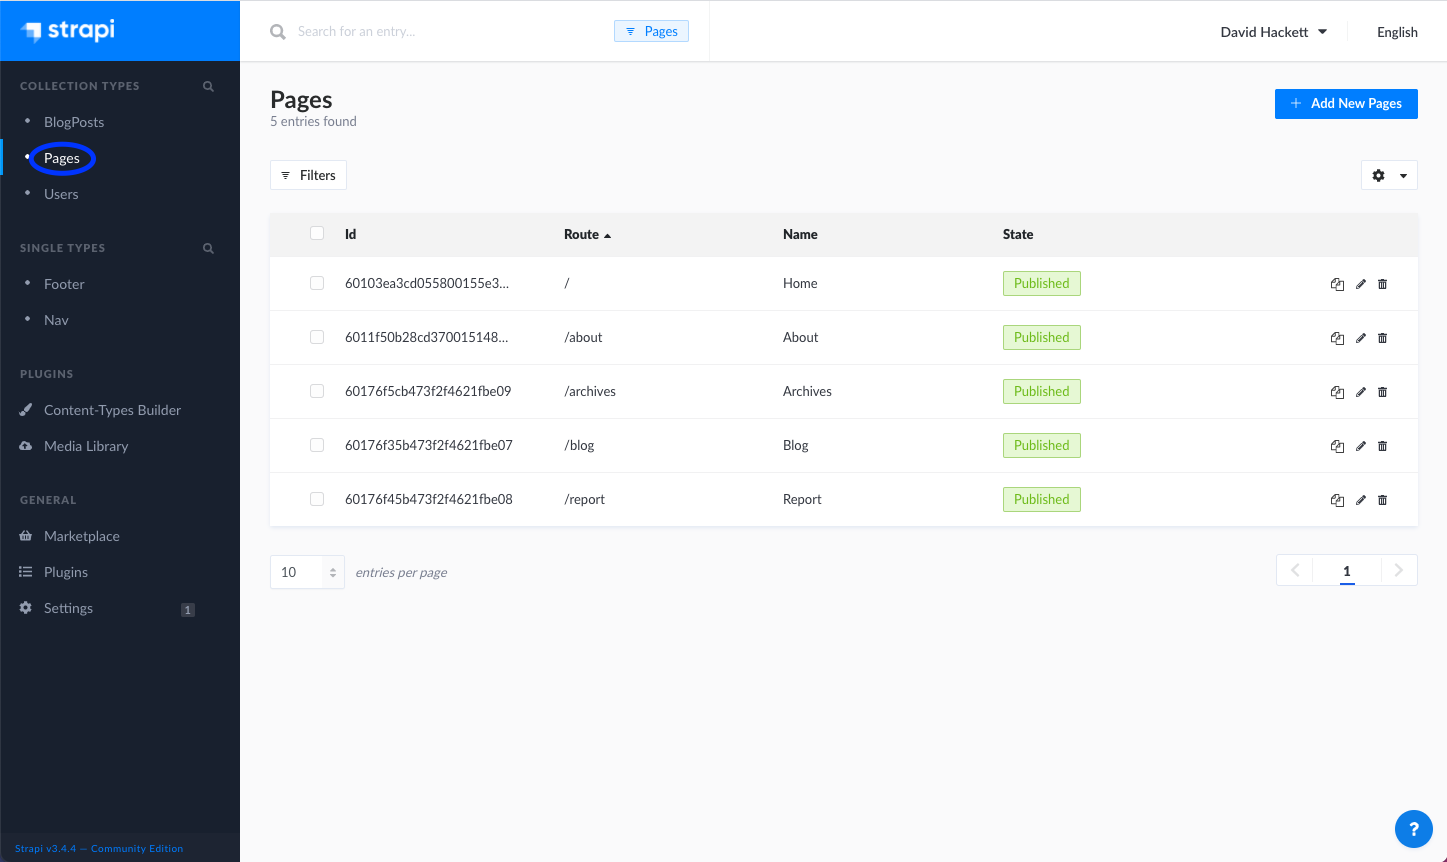 strapi
Search for an entry...
Pages
David Hackett
English
COLLECTION TYPES
BlogPosts
Pages
Users
SINGLE TYPES
Footer
Nav
PLUGINS
Content-Types Builder
Media Library
GENERAL
Marketplace
Plugins
Settings 1
Strapi v3.4.4 — Community Edition
Pages
5 entries found
+ Add New Pages
Filters
Id Route Name State
60103ea3cd055800155e3... / Home Published
6011f50b28cd370015148... /about About Published
60176f5cb473f2f4621fbe09 /archives Archives Published
60176f35b473f2f4621fbe07 /blog Blog Published
60176f45b473f2f4621fbe08 /report Report Published
10 entries per page
1
?